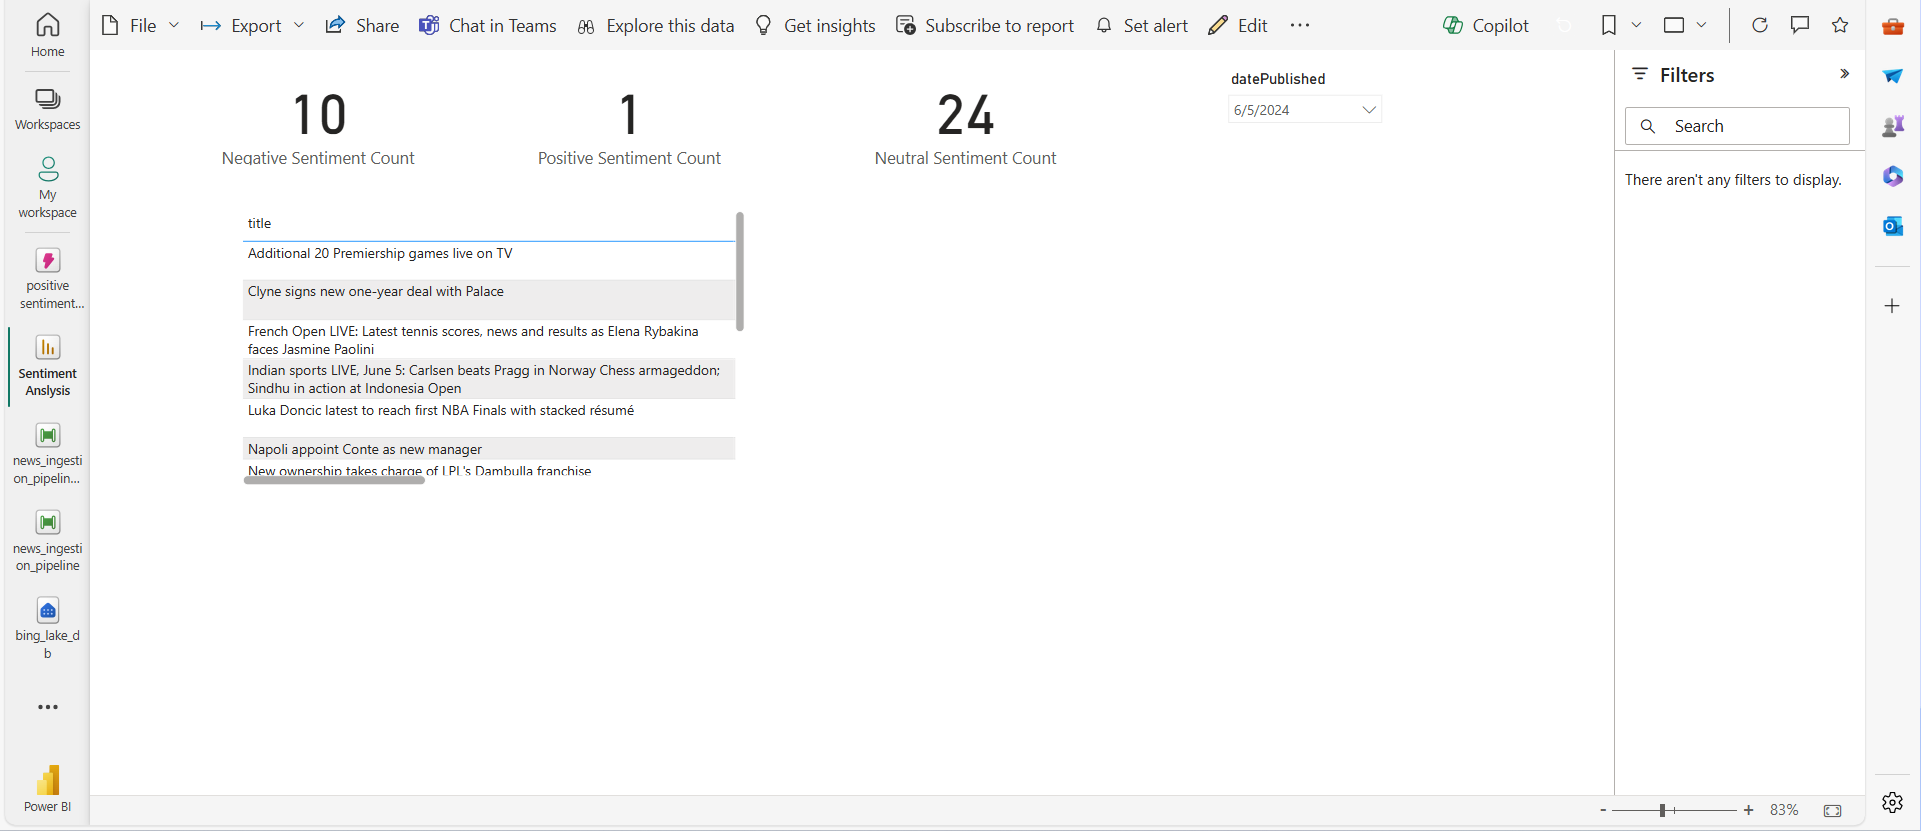 File
Export
Share
Chat in Teams
Explore this data
Get insights
Subscribe to report
Set alert
Edit
Copilot
Home
Workspaces
My
workspace
positive
sentiment...
Sentiment
Anslysis
news_ingesti
on_pipelin...
news_ingesti
on_pipeline
bing_lake_d
b
Power BI
10
Negative Sentiment Count
1
Positive Sentiment Count
24
Neutral Sentiment Count
datePublished
6/5/2024
title
Additional 20 Premiership games live on TV
Clyne signs new one-year deal with Palace
French Open LIVE: Latest tennis scores, news and results as Elena Rybakina
faces Jasmine Paolini
Indian sports LIVE, June 5: Carlsen beats Pragg in Norway Chess armageddon;
Sindhu in action at Indonesia Open
Luka Doncic latest to reach first NBA Finals with stacked résumé
Napoli appoint Conte as new manager
New ownership takes charge of LPL's Dambulla franchise
Filters
Search
There aren't any filters to display.
- + 83%